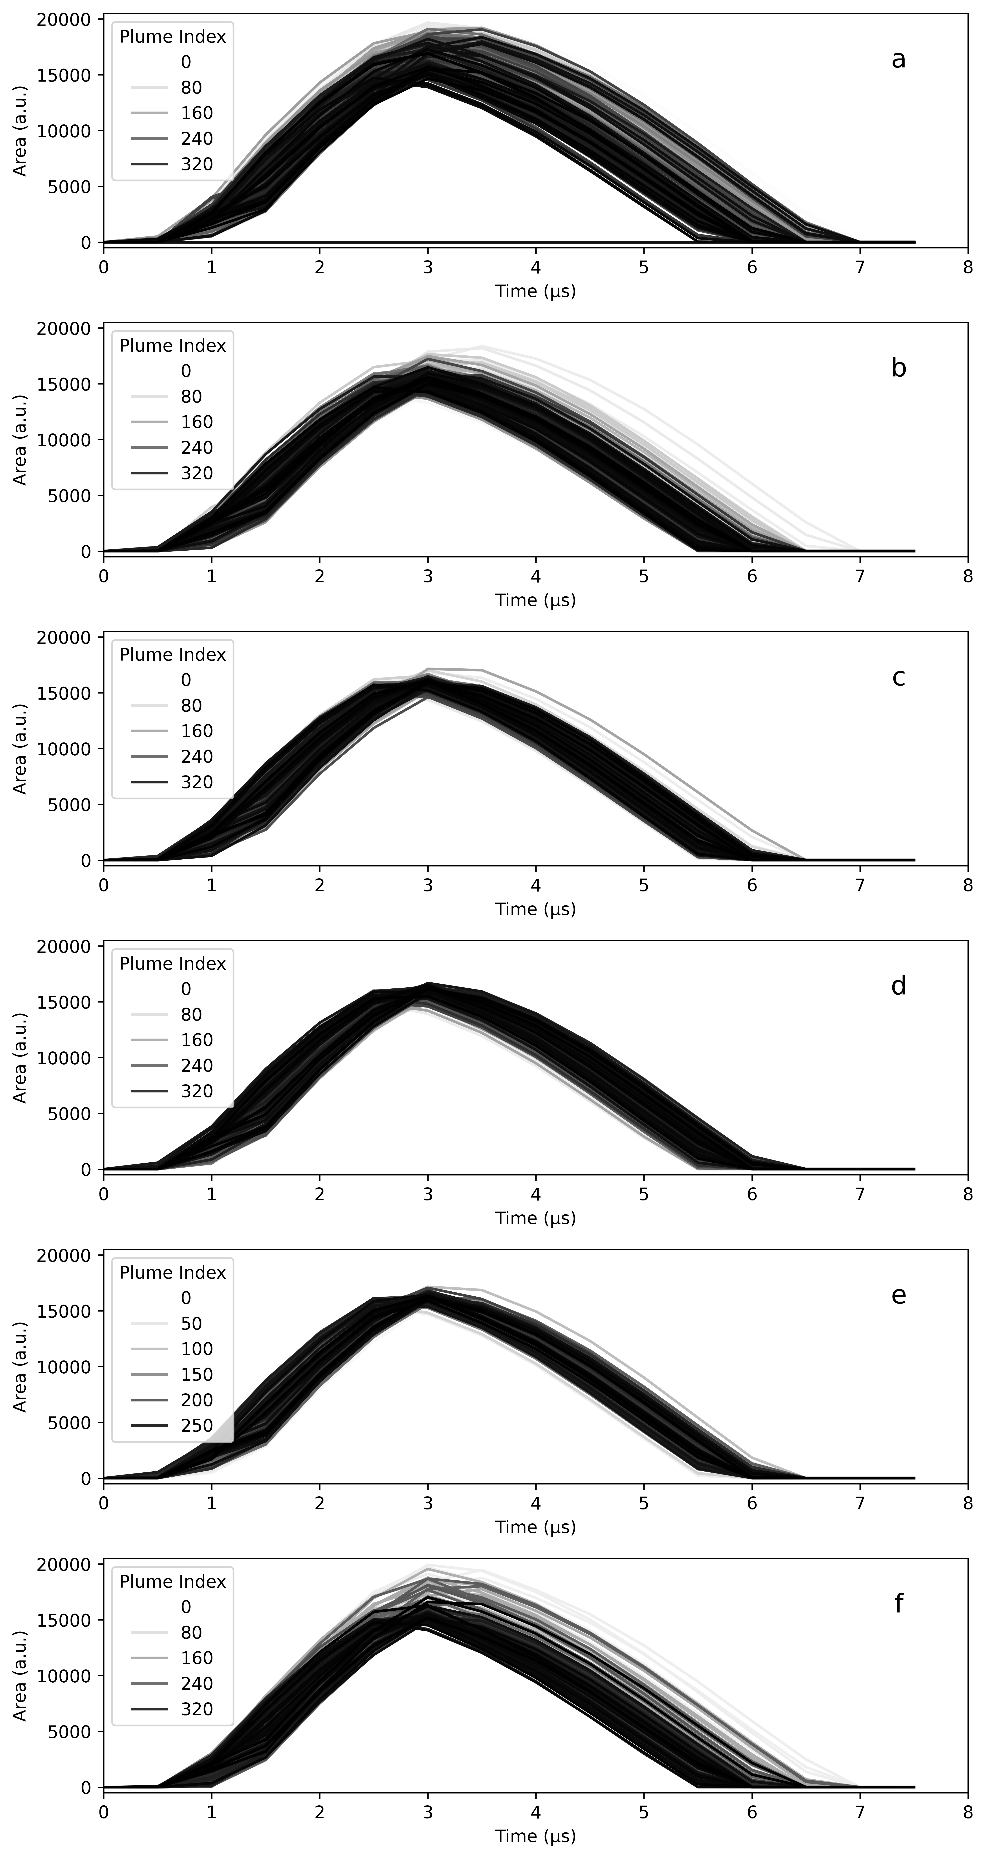 20000
15000
10000
5000
0
Area (a.u.)
Plume Index
0
80
160
240
320
a
0 1 2 3 4 5 6 7 8
Time (µs)
20000
15000
10000
5000
0
Area (a.u.)
Plume Index
0
80
160
240
320
b
0 1 2 3 4 5 6 7 8
Time (µs)
20000
15000
10000
5000
0
Area (a.u.)
Plume Index
0
80
160
240
320
c
0 1 2 3 4 5 6 7 8
Time (µs)
20000
15000
10000
5000
0
Area (a.u.)
Plume Index
0
80
160
240
320
d
0 1 2 3 4 5 6 7 8
Time (µs)
20000
15000
10000
5000
0
Area (a.u.)
Plume Index
0
50
100
150
200
250
e
0 1 2 3 4 5 6 7 8
Time (µs)
20000
15000
10000
5000
0
Area (a.u.)
Plume Index
0
80
160
240
320
f
0 1 2 3 4 5 6 7 8
Time (µs)